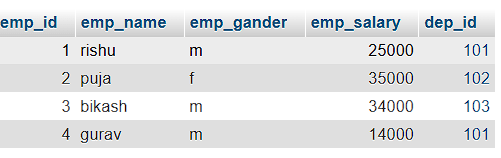 emp_id emp_name emp_gander emp_salary dep_id
1 rishu m 25000 101
2 puja f 35000 102
3 bikash m 34000 103
4 gurav m 14000 101